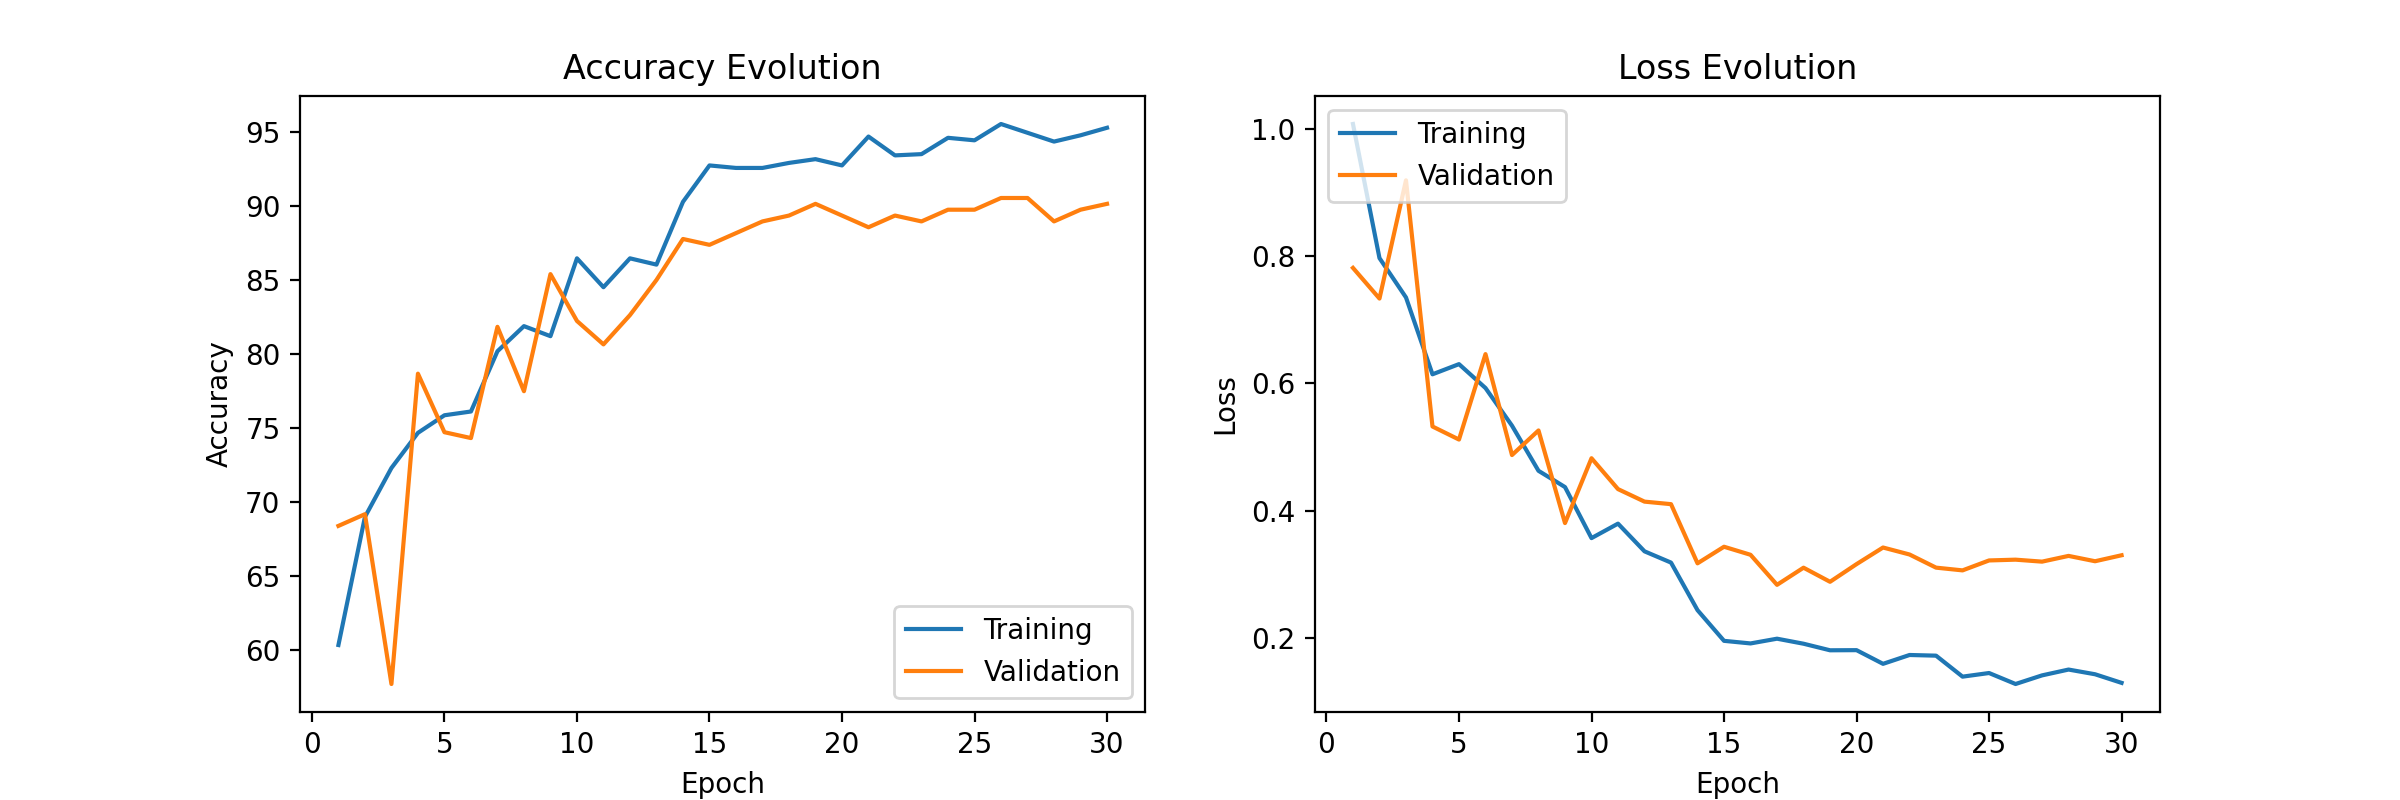 Accuracy Evolution
95
90
85
80
75
70
65
60
Accuracy
Training
Validation
0 5 10 15 20 25 30
Epoch
Loss Evolution
1.0
0.8
0.6
0.4
0.2
Loss
Training
Validation
0 5 10 15 20 25 30
Epoch